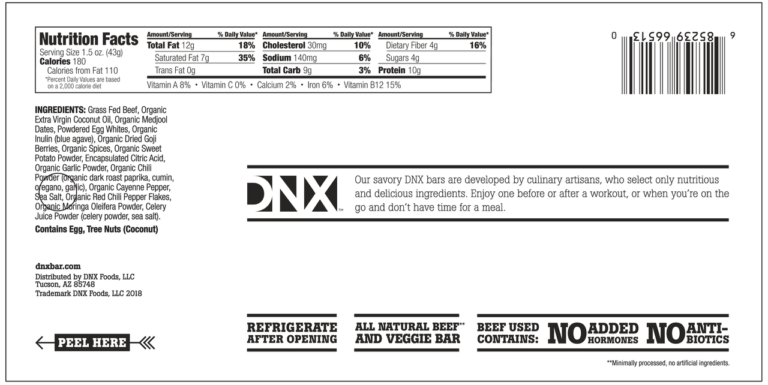 Nutrition Facts
Serving Size 1.5 oz. (43g)
Calories 180
Calories from Fat 110
*Percent Daily Values are based
on a 2,000 calorie diet
Amount/Serving % Daily Value* Amount/Serving % Daily Value* Amount/Serving % Daily Value*
Total Fat 12g 18% Cholesterol 30mg 10% Dietary Fiber 4g 16%
Saturated Fat 7g 35% Sodium 140mg 6% Sugars 4g
Trans Fat 0g Total Carb 9g 3% Protein 10g
Vitamin A 8% • Vitamin C 0% • Calcium 2% • Iron 6% • Vitamin B12 15%
8 52239 66513 0
9
INGREDIENTS: Grass Fed Beef, Organic
Extra Virgin Coconut Oil, Organic Medjool
Dates, Powdered Egg Whites, Organic
Inulin (blue agave), Organic Dried Goji
Berries, Organic Spices, Organic Sweet
Potato Powder, Encapsulated Citric Acid,
Organic Garlic Powder, Organic Chili
Powder (organic dark roast paprika, cumin,
oregano, garlic), Organic Cayenne Pepper,
Sea Salt, Organic Red Chili Pepper Flakes,
Organic Moringa Oleifera Powder, Celery
Juice Powder (celery powder, sea salt).
Contains Egg, Tree Nuts (Coconut)
DNX™
Our savory DNX bars are developed by culinary artisans, who select only nutritious
and delicious ingredients. Enjoy one before or after a workout, or when you're on the
go and don't have time for a meal.
dnxbar.com
Distributed by DNX Foods, LLC
Tucson, AZ 85748
Trademark DNX Foods, LLC 2018
PEEL HERE
REFRIGERATE
AFTER OPENING
ALL NATURAL BEEF**
AND VEGGIE BAR
BEEF USED
CONTAINS:
NO ADDED
HORMONES
NO ANTI-
BIOTICS
**Minimally processed, no artificial ingredients.